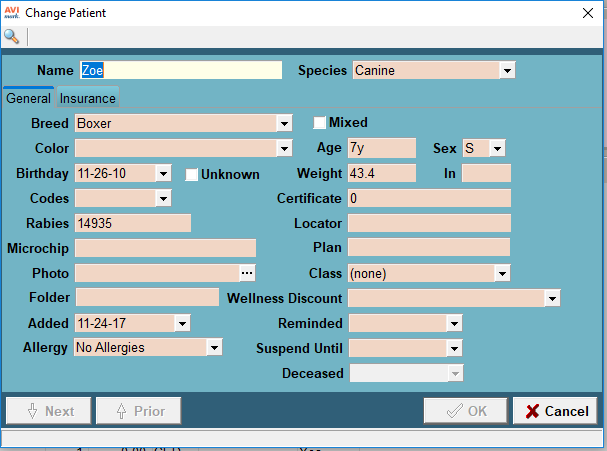 AVI mark. Change Patient
Name Zoe Species Canine
General Insurance
Breed Boxer Mixed
Color Age 7y Sex S
Birthday 11-26-10 Unknown Weight 43.4 In
Codes Certificate 0
Rabies 14935 Locator
Microchip Plan
Photo ... Class (none)
Folder Wellness Discount
Added 11-24-17 Reminded
Allergy No Allergies Suspend Until
Deceased
Next Prior OK Cancel